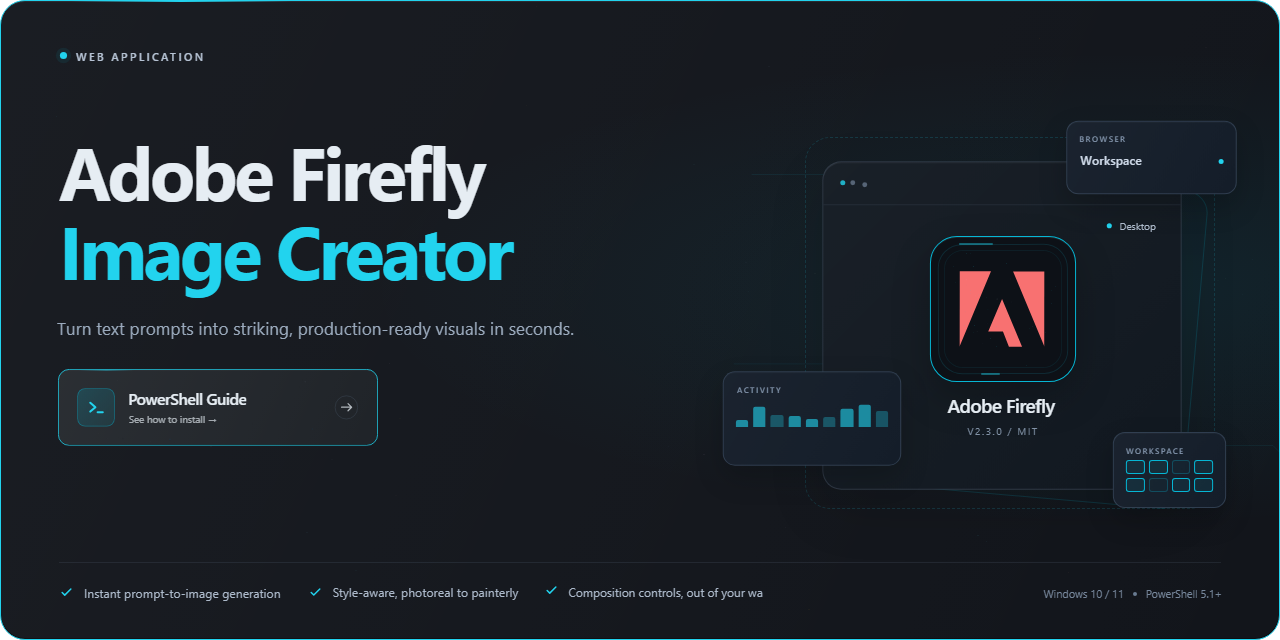 WEB APPLICATION
Adobe Firefly
Image Creator
Turn text prompts into striking, production-ready visuals in seconds.
PowerShell Guide
See how to install →
BROWSER
Workspace
Desktop
ACTIVITY
Adobe Firefly
V2.3.0 / MIT
WORKSPACE
Instant prompt-to-image generation
Style-aware, photoreal to painterly
Composition controls, out of your wa
Windows 10 / 11 • PowerShell 5.1+